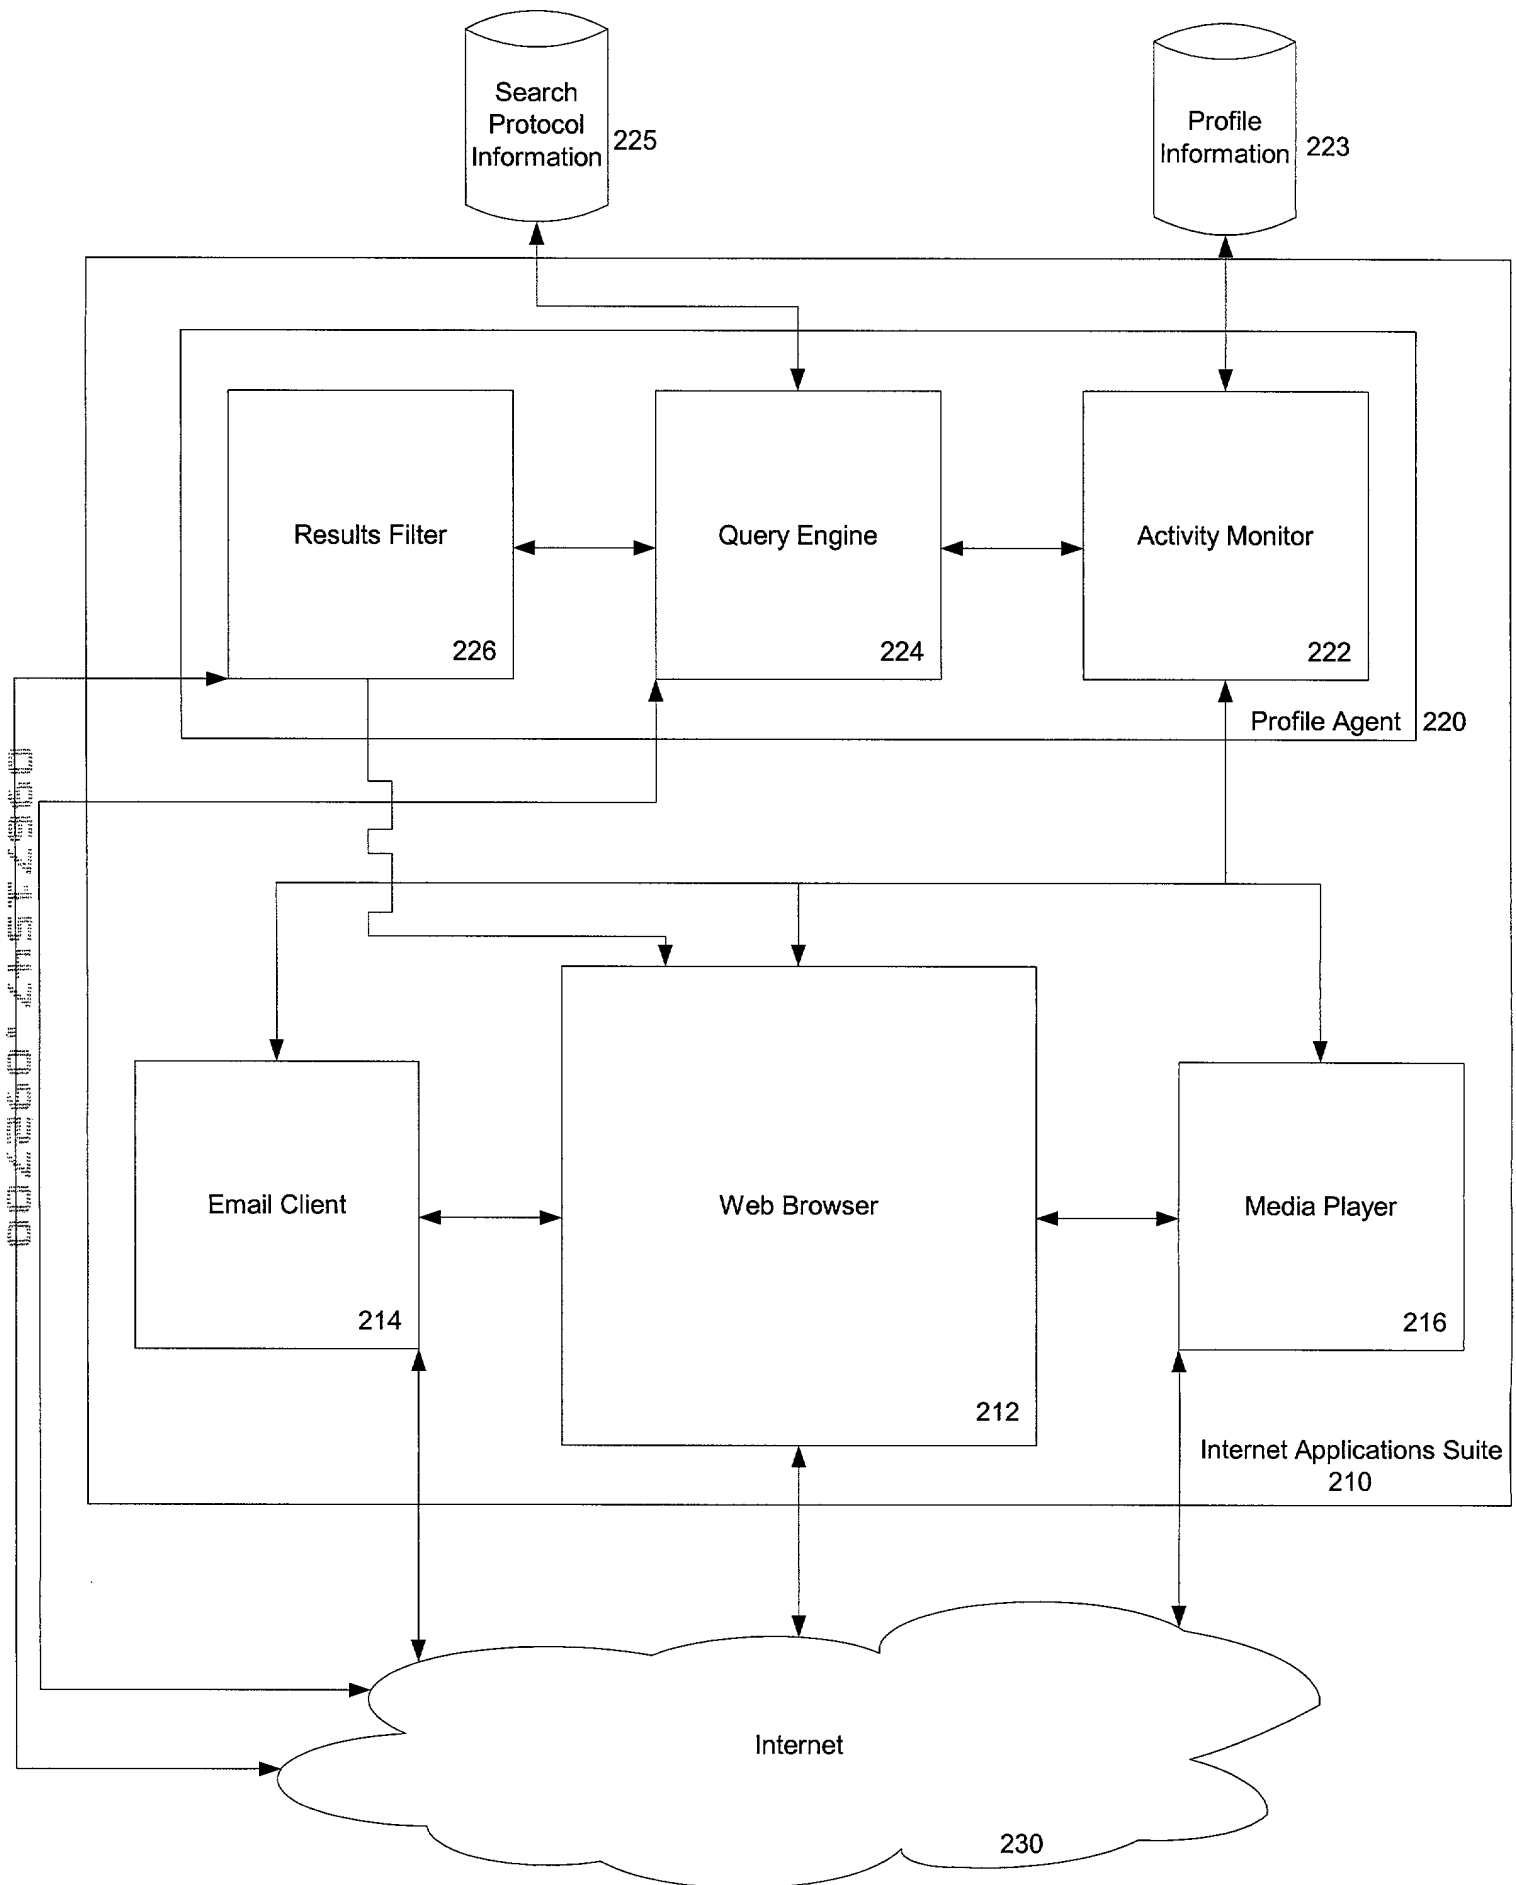 Search
Protocol
Information
225
Profile
Information
223
Results Filter
226
Query Engine
224
Activity Monitor
222
Profile Agent 220
Email Client
214
Web Browser
212
Media Player
216
Internet Applications Suite
210
Internet
230